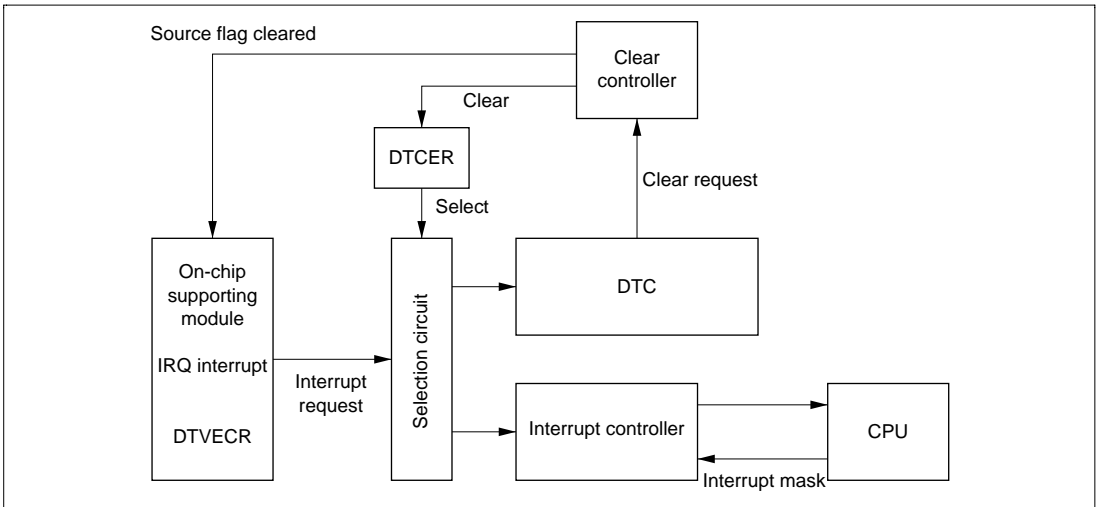 Source flag cleared
Clear
controller
Clear
DTCER
Clear request
Select
On-chip
supporting
module
IRQ interrupt
DTVECR
Interrupt
request
Selection circuit
DTC
Interrupt controller
CPU
Interrupt mask